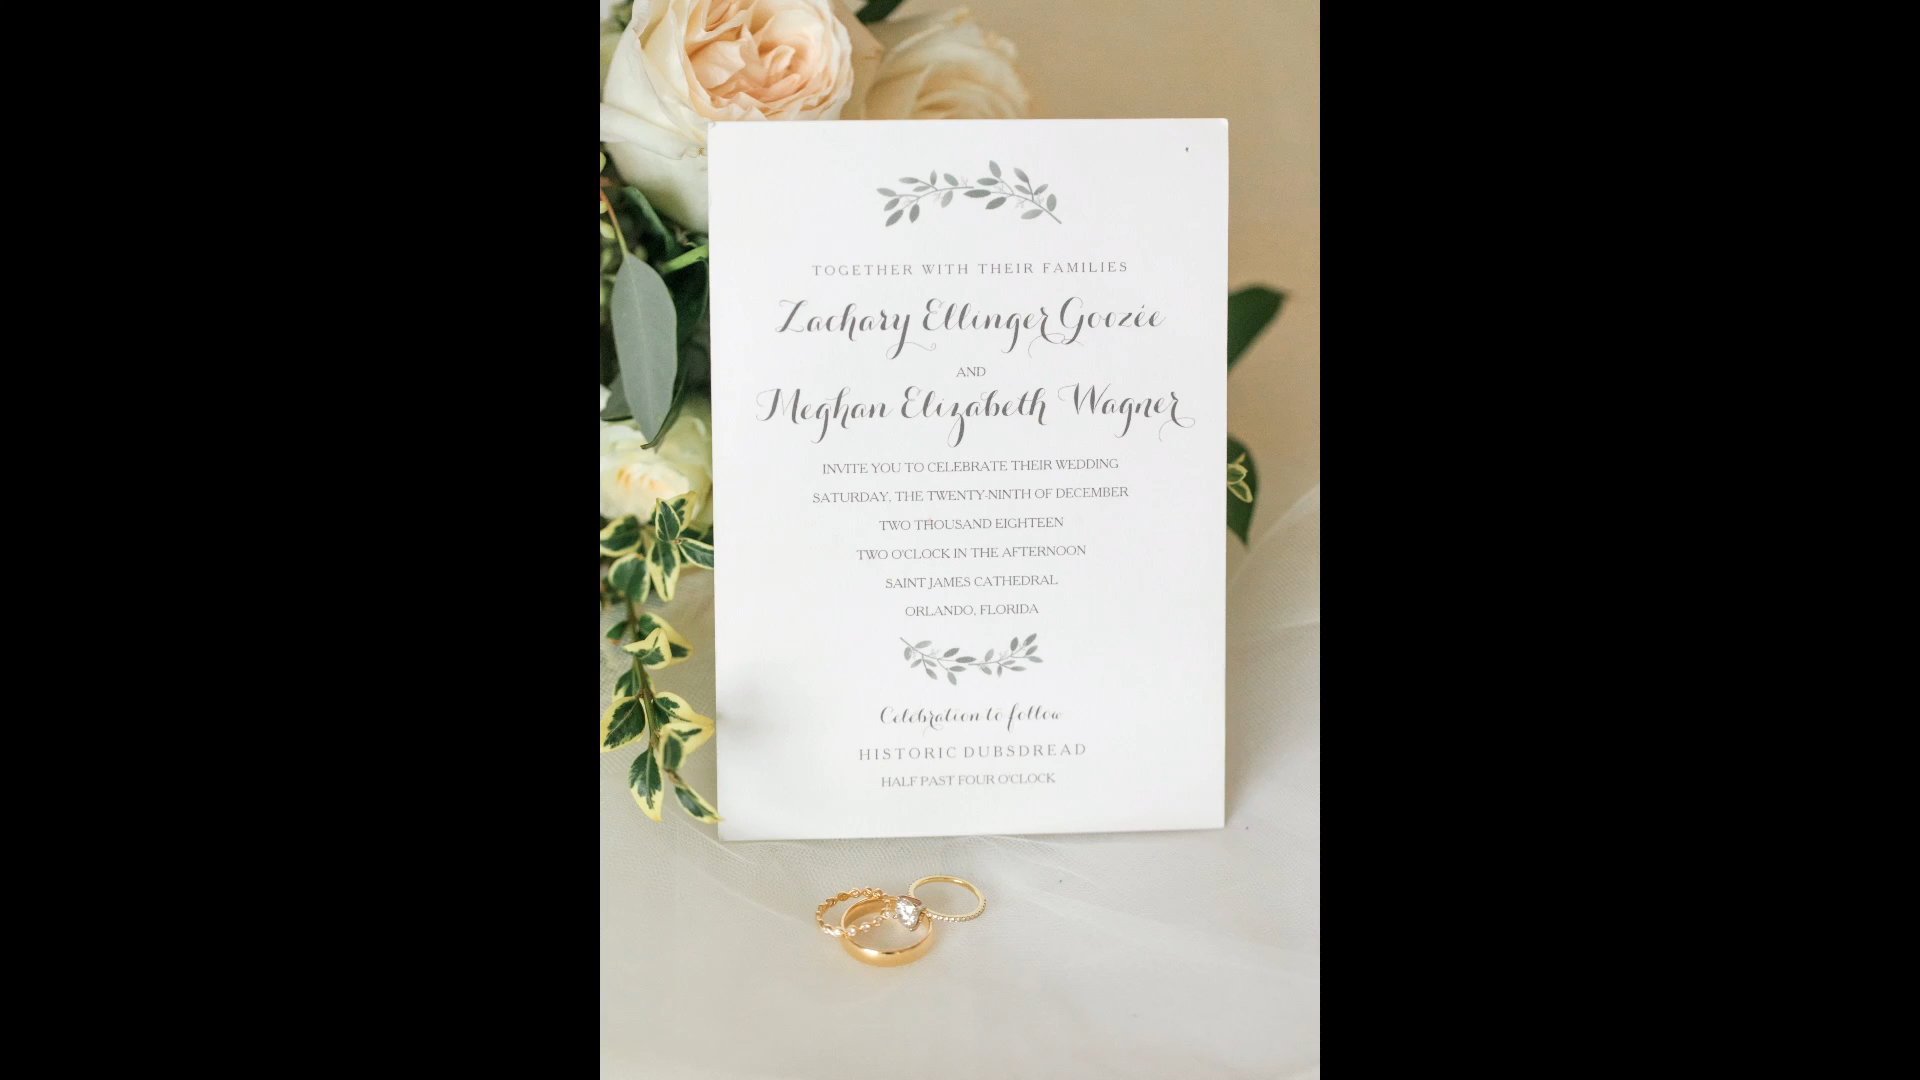 TOGETHER WITH THEIR FAMILIES
Zachary Ellinger Goozée
AND
Meghan Elizabeth Wagner
INVITE YOU TO CELEBRATE THEIR WEDDING
SATURDAY, THE TWENTY-NINTH OF DECEMBER
TWO THOUSAND EIGHTEEN
TWO O'CLOCK IN THE AFTERNOON
SAINT JAMES CATHEDRAL
ORLANDO, FLORIDA
Celebration to follow
HISTORIC DUBSDREAD
HALF PAST FOUR O'CLOCK